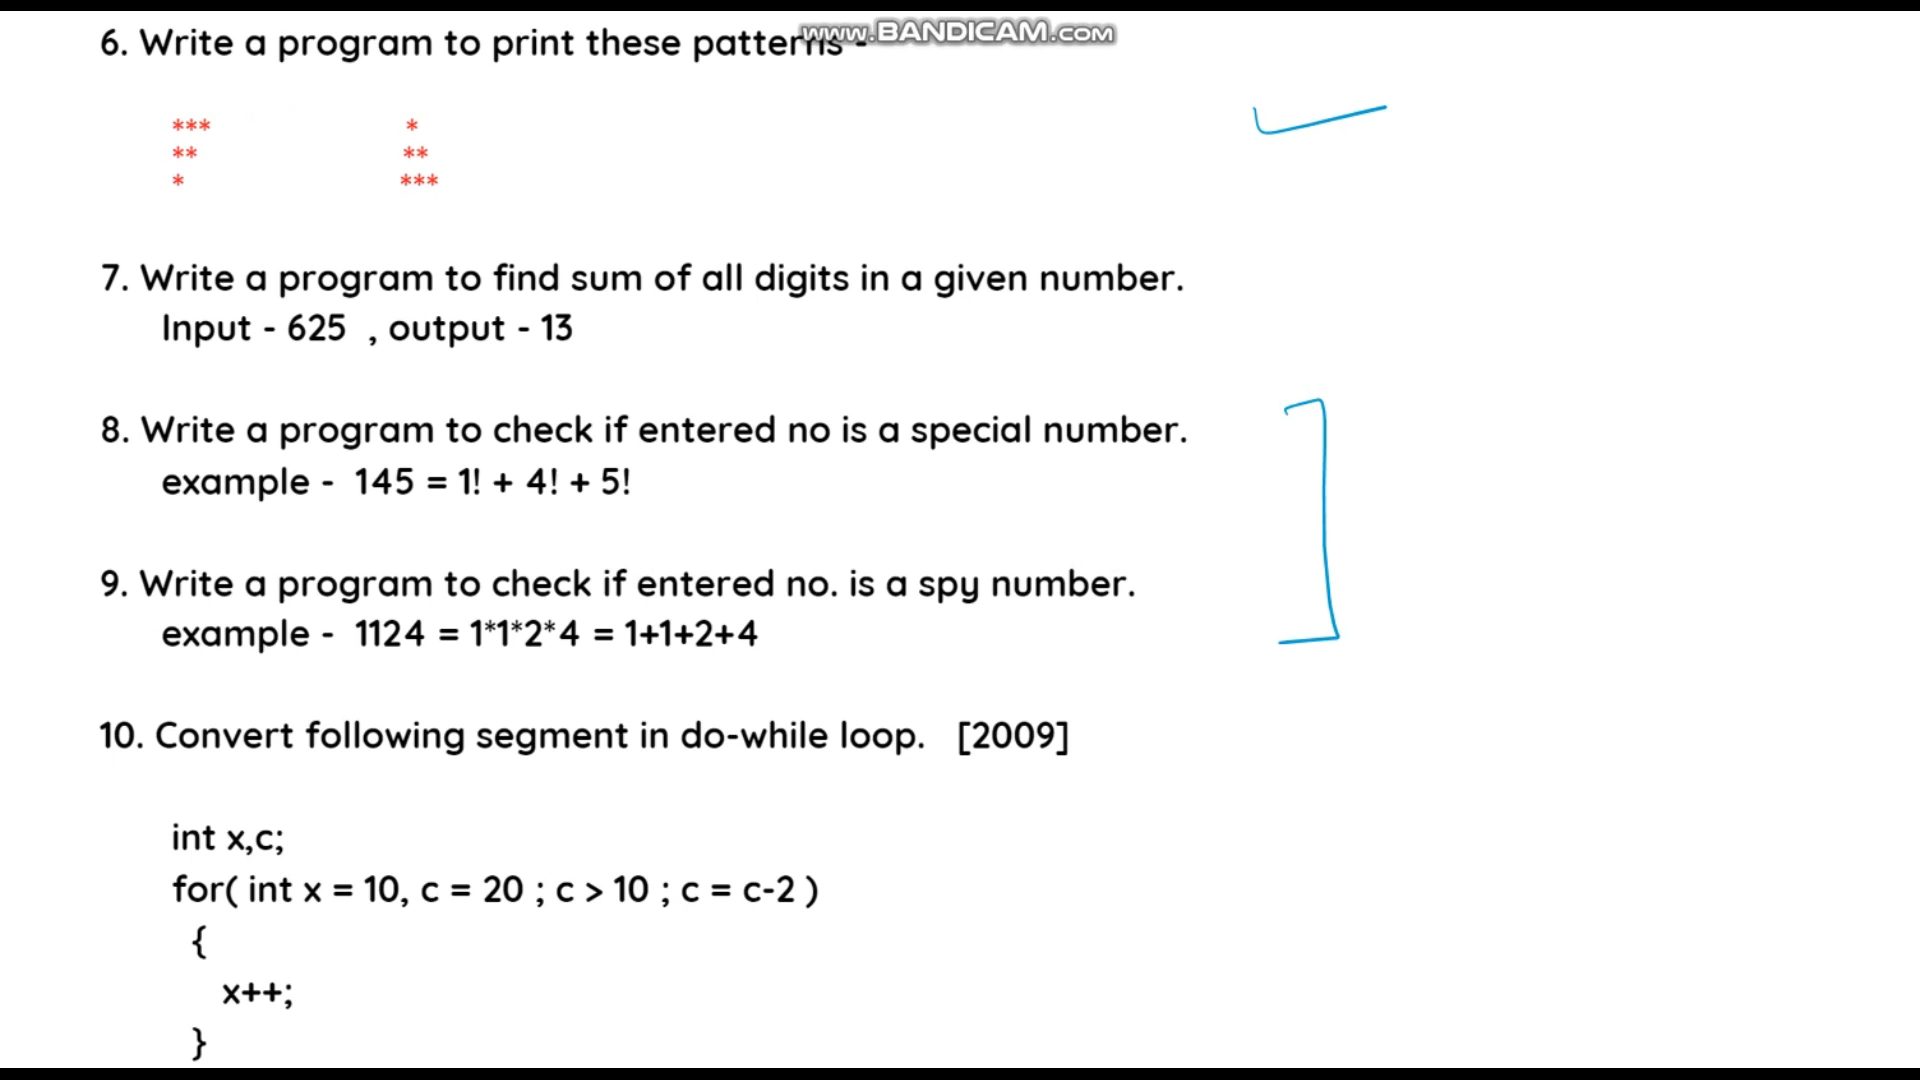 6. Write a program to print these patterns -
www.BANDICAM.com
*** *
** **
* ***
7. Write a program to find sum of all digits in a given number.
Input - 625 , output - 13
8. Write a program to check if entered no is a special number.
example - 145 = 1! + 4! + 5!
9. Write a program to check if entered no. is a spy number.
example - 1124 = 1*1*2*4 = 1+1+2+4
10. Convert following segment in do-while loop. [2009]
int x,c;
for( int x = 10, c = 20 ; c > 10 ; c = c-2 )
{
x++;
}